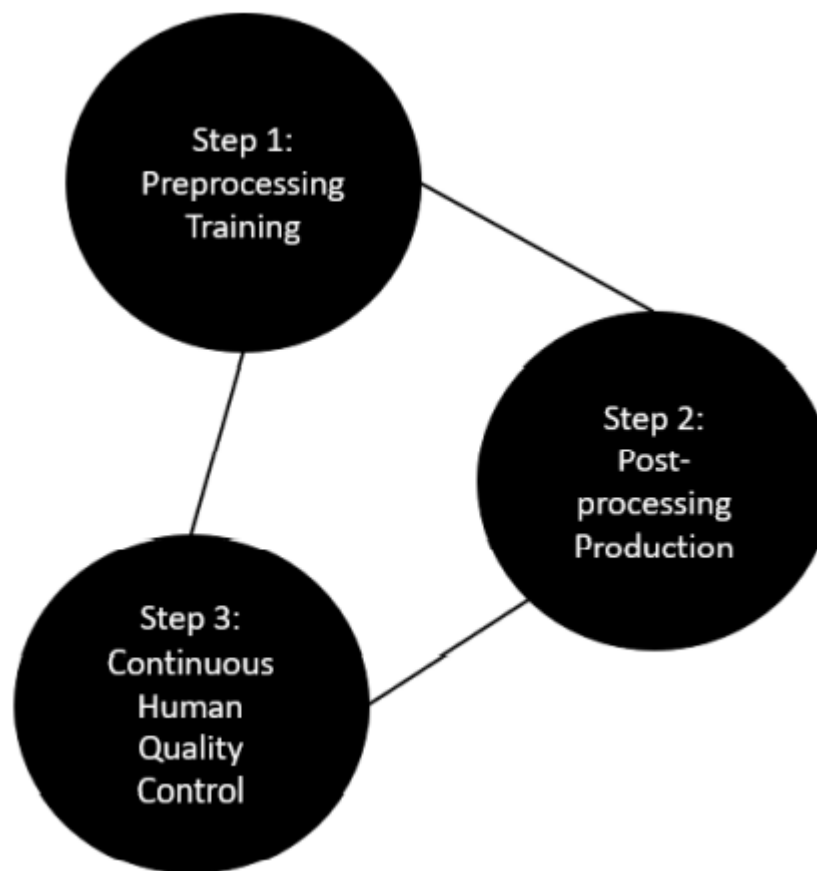 Step 1:
Preprocessing
Training
Step 2:
Post-
processing
Production
Step 3:
Continuous
Human
Quality
Control